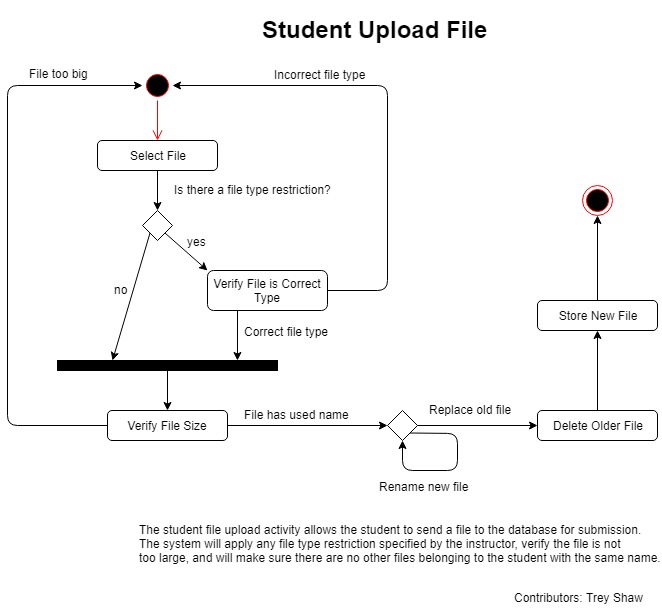 Student Upload File
File too big
Incorrect file type
Select File
Is there a file type restriction?
yes
no
Verify File is Correct
Type
Correct file type
Store New File
Verify File Size
File has used name
Replace old file
Delete Older File
Rename new file
The student file upload activity allows the student to send a file to the database for submission.
The system will apply any file type restriction specified by the instructor, verify the file is not
too large, and will make sure there are no other files belonging to the student with the same name.
Contributors: Trey Shaw